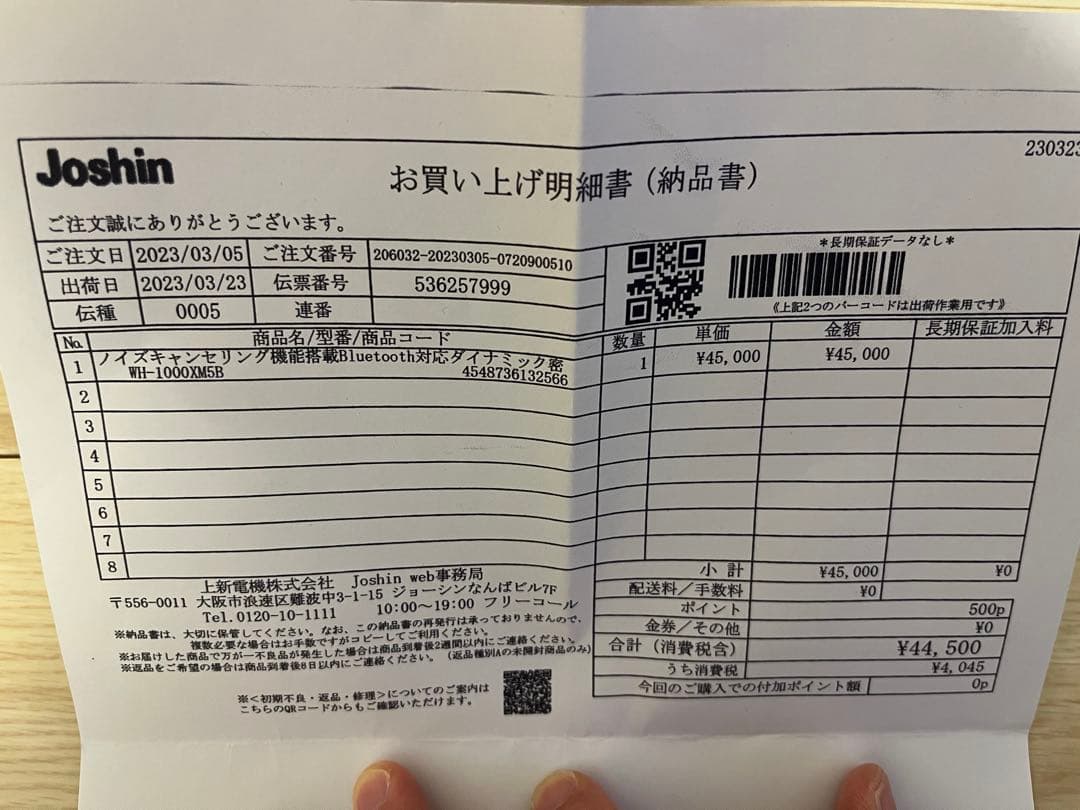 Joshin
お買い上げ明細書(納品書)
230323
ご注文誠にありがとうございます。
ご注文日 2023/03/05 ご注文番号 206032-20230305-0720900510
出荷日 2023/03/23 伝票番号 536257999
伝種 0005 連番
*長期保証データなし*
《上記2つのバーコードは出荷作業用です》
No. 商品名/型番/商品コード 数量 単価 金額 長期保証加入料
1 ノイズキャンセリング機能搭載Bluetooth対応ダイナミック密 1 ¥45,000 ¥45,000
WH-1000XM5B 4548736132566
2
3
4
5
6
7
8
小計 ¥45,000 ¥0
配送料/手数料 ¥0
ポイント 500p
金券/その他 ¥0
合計(消費税含) ¥44,500
うち消費税 ¥4,045
今回のご購入での付加ポイント額 0p
上新電機株式会社 Joshin web事務局
〒556-0011 大阪市浪速区難波中3-1-15 ジョーシンなんばビル7F
Tel.0120-10-1111 10:00～19:00 フリーコール
※納品書は、大切に保管してください。なお、この納品書の再発行は承っておりませんので、
複数必要な場合はお手数ですがコピーしてご利用ください。
※お届けした商品で万が一不良品が発生した場合は商品到着後2週間以内にご連絡ください。
※返品をご希望の場合は商品到着後8日以内にご連絡ください。(返品種別Aの未開封商品のみ)
※<初期不良・返品・修理>についてのご案内は
こちらのQRコードからもご確認いただけます。